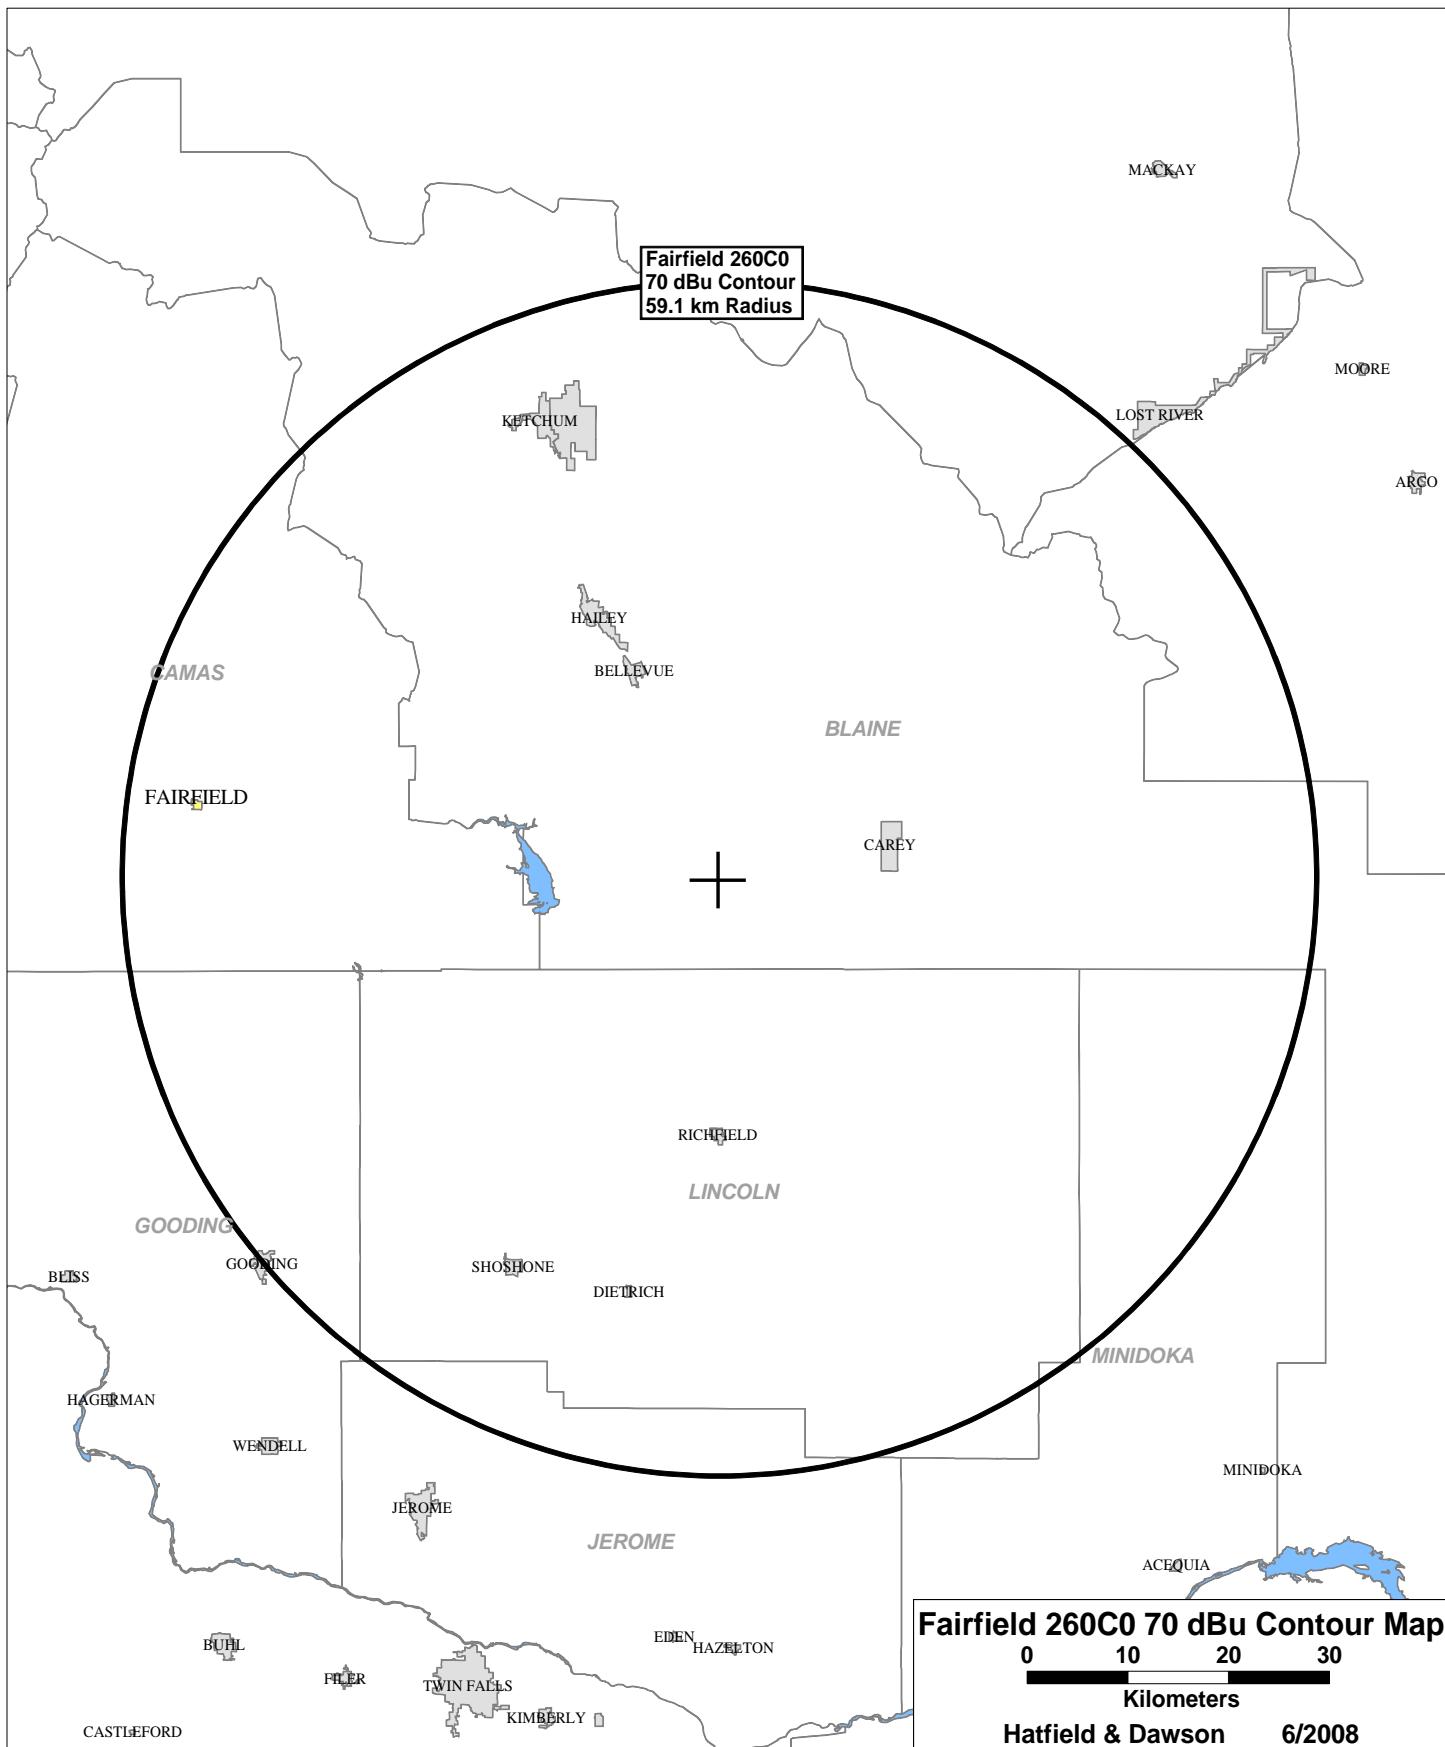 MACKAY
Fairfield 260C0
70 dBu Contour
59.1 km Radius
MOORE
LOST RIVER
KETCHUM
ARCO
HAILEY
BELLEVUE
CAMAS
BLAINE
FAIRFIELD
CAREY
RICHFIELD
LINCOLN
GOODING
GOODING
SHOSHONE
BLISS
DIETRICH
MINIDOKA
HAGERMAN
WENDELL
MINIDOKA
JEROME
JEROME
ACEQUIA
EDEN
HAZELTON
BUHL
FILER
TWIN FALLS
KIMBERLY
CASTLEFORD
Fairfield 260C0 70 dBu Contour Map
0 10 20 30
Kilometers
Hatfield & Dawson 6/2008